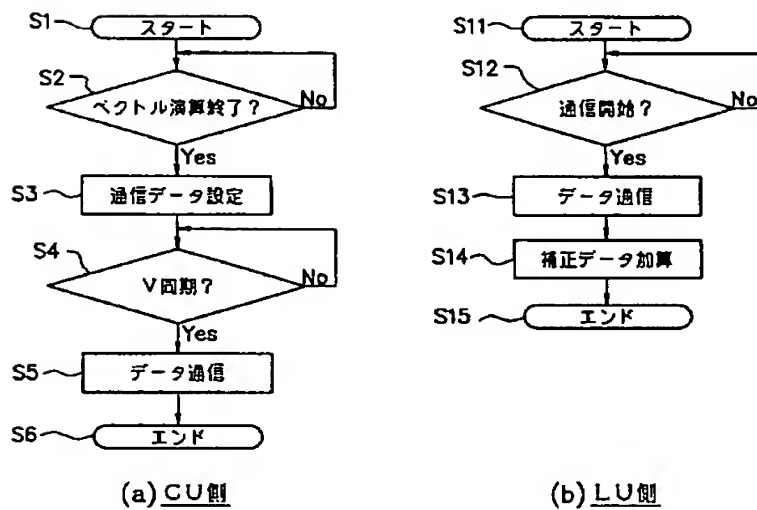 S1
スタート
S2
ベクトル演算終了?
No
Yes
S3
通信データ設定
S4
V同期?
No
Yes
S5
データ通信
S6
エンド
(a) CU側
S11
スタート
S12
通信開始?
No
Yes
S13
データ通信
S14
補正データ加算
S15
エンド
(b) LU側